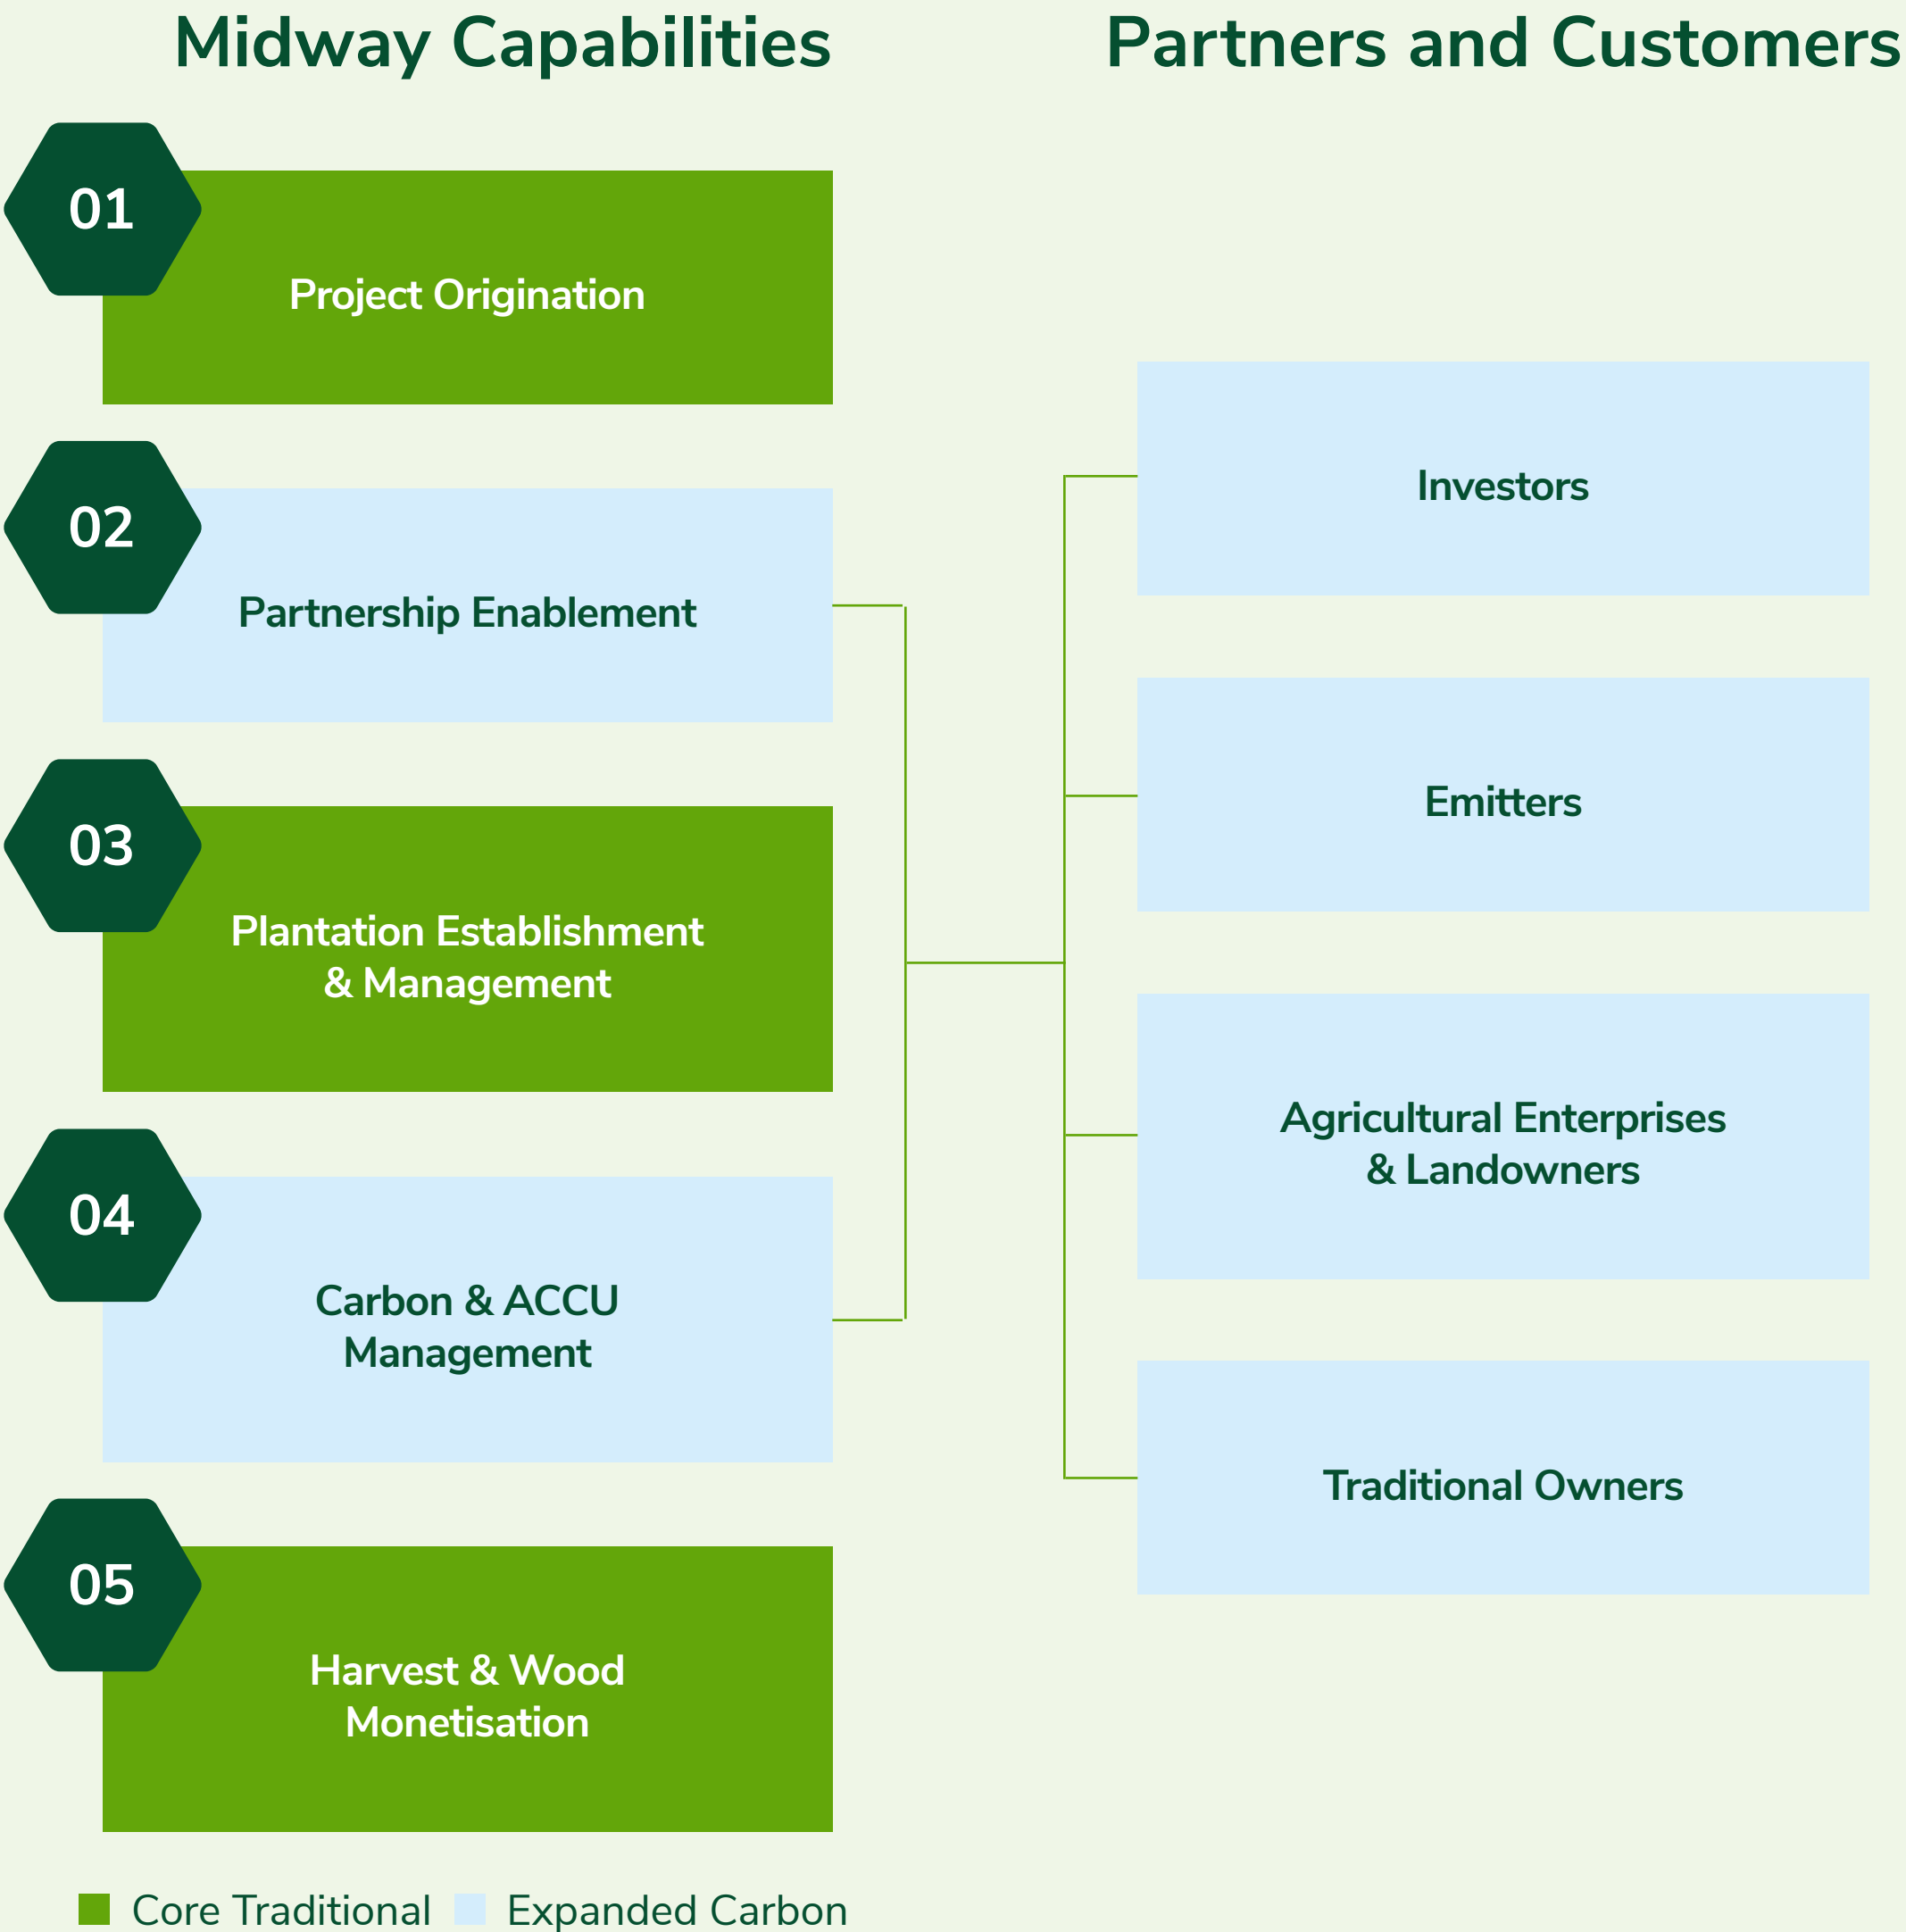 Midway Capabilities
Partners and Customers
01
Project Origination
02
Partnership Enablement
03
Plantation Establishment
& Management
04
Carbon & ACCU
Management
05
Harvest & Wood
Monetisation
Investors
Emitters
Agricultural Enterprises
& Landowners
Traditional Owners
Core Traditional
Expanded Carbon